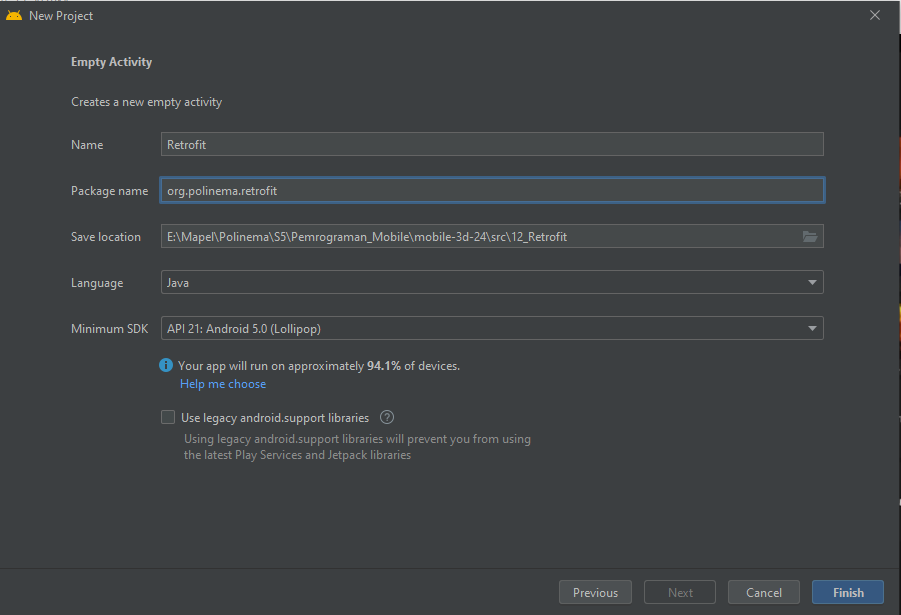 New Project
Empty Activity
Creates a new empty activity
Name Retrofit
Package name org.polinema.retrofit
Save location E:\Mapel\Polinema\S5\Pemrograman_Mobile\mobile-3d-24\src\12_Retrofit
Language Java
Minimum SDK API 21: Android 5.0 (Lollipop)
i Your app will run on approximately 94.1% of devices.
Help me choose
Use legacy android.support libraries ?
Using legacy android.support libraries will prevent you from using
the latest Play Services and Jetpack libraries
Previous Next Cancel Finish